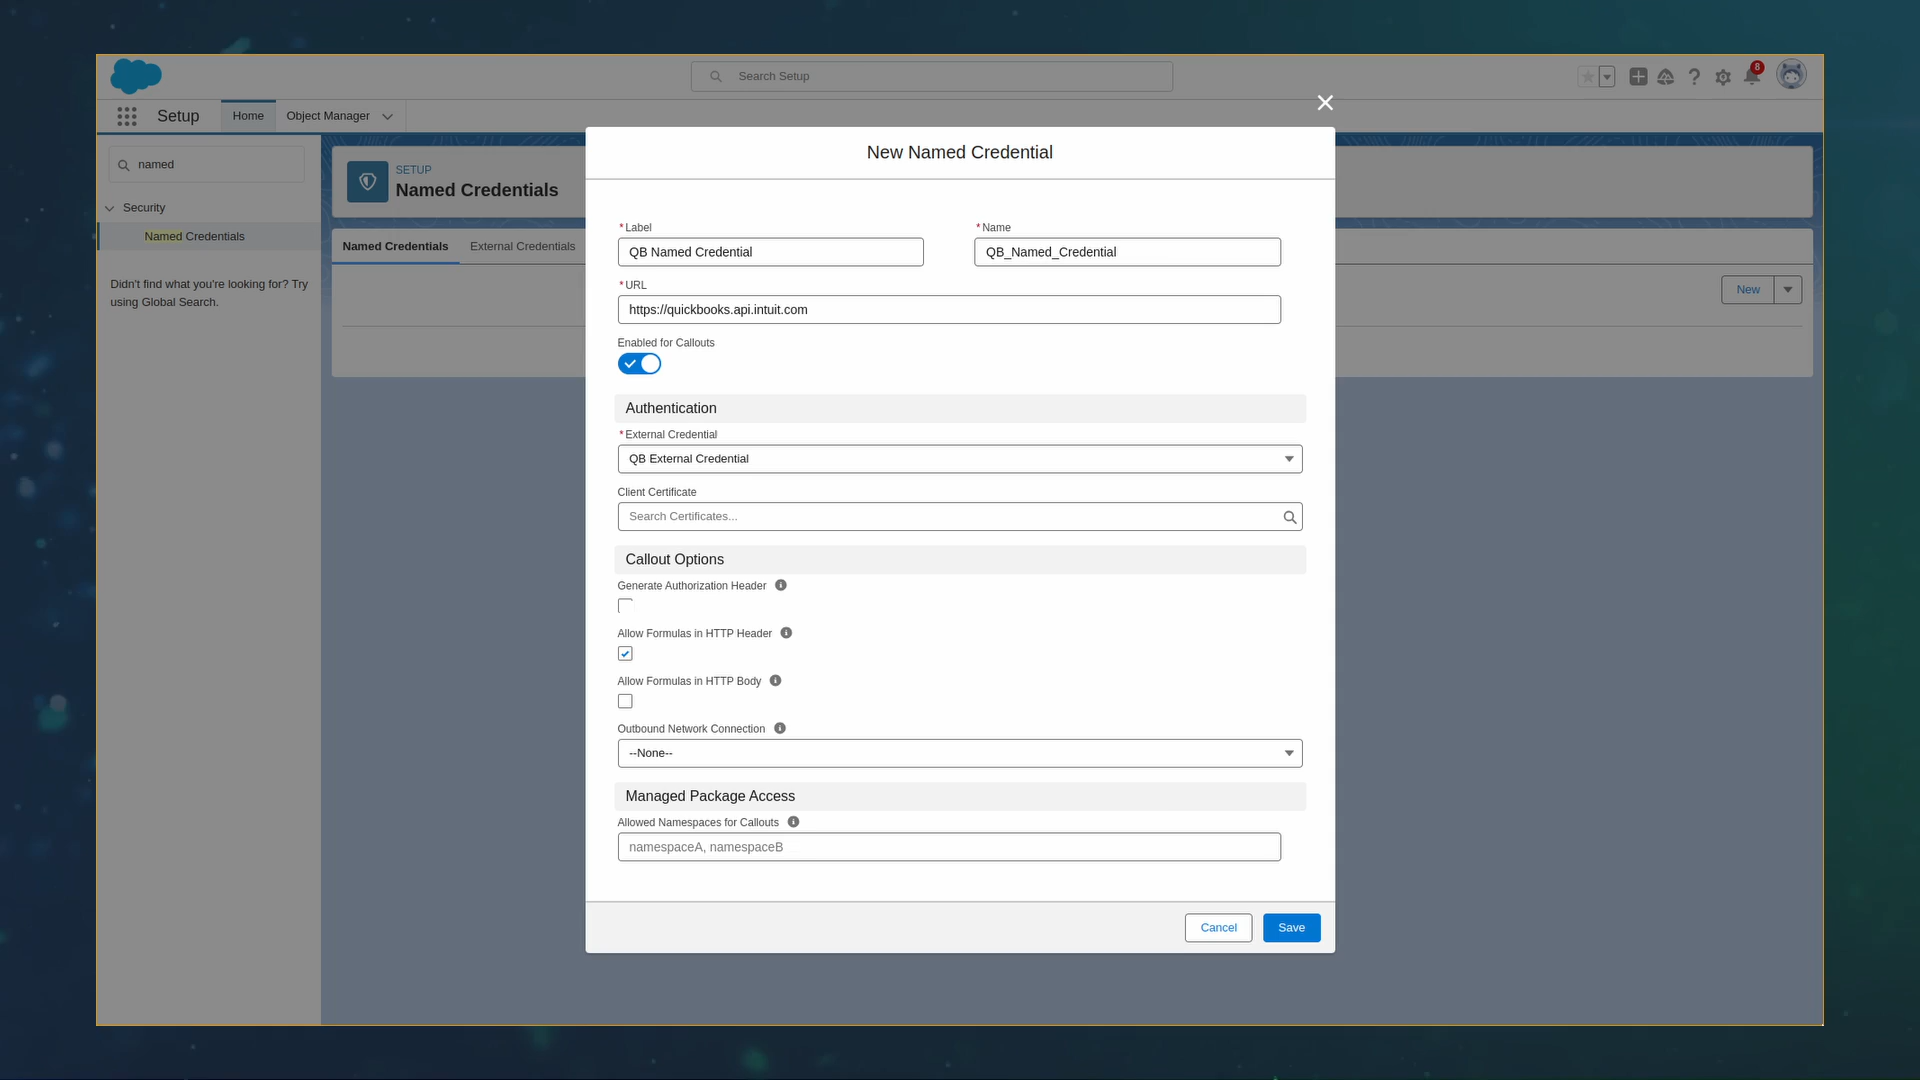 Search Setup
8
Setup
Home
Object Manager
named
Security
Named Credentials
Didn't find what you're looking for? Try
using Global Search.
SETUP
Named Credentials
Named Credentials
External Credentials
New
New Named Credential
*Label
QB Named Credential
*Name
QB_Named_Credential
*URL
https://quickbooks.api.intuit.com
Enabled for Callouts
Authentication
*External Credential
QB External Credential
Client Certificate
Search Certificates...
Callout Options
Generate Authorization Header
Allow Formulas in HTTP Header
Allow Formulas in HTTP Body
Outbound Network Connection
--None--
Managed Package Access
Allowed Namespaces for Callouts
namespaceA, namespaceB
Cancel
Save